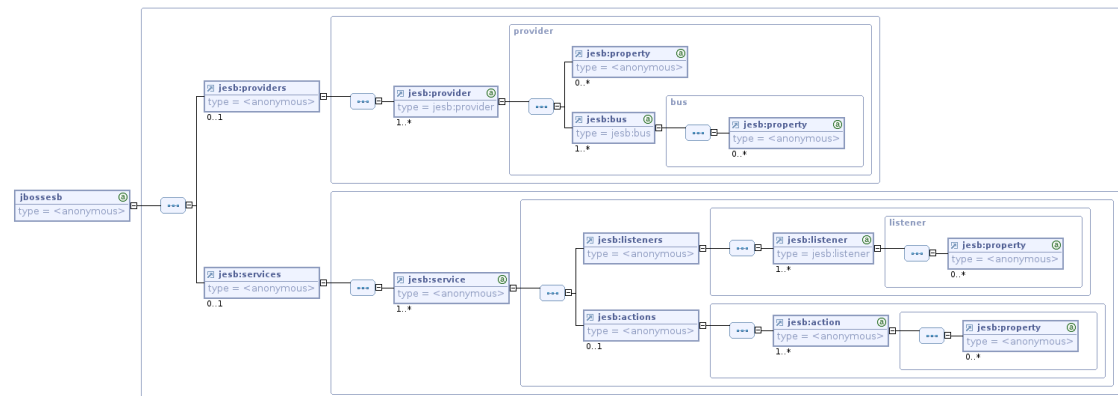 provider
jesb:property
type = <anonymous>
0..*
jesb:providers
type = <anonymous>
0..1
jesb:provider
type = jesb:provider
1..*
bus
jesb:bus
type = jesb:bus
1..*
jesb:property
type = <anonymous>
0..*
jbossesb
type = <anonymous>
listener
jesb:listeners
type = <anonymous>
jesb:listener
type = jesb:listener
1..*
jesb:property
type = <anonymous>
0..*
jesb:services
type = <anonymous>
0..1
jesb:service
type = <anonymous>
1..*
jesb:actions
type = <anonymous>
0..1
jesb:action
type = <anonymous>
1..*
jesb:property
type = <anonymous>
0..*